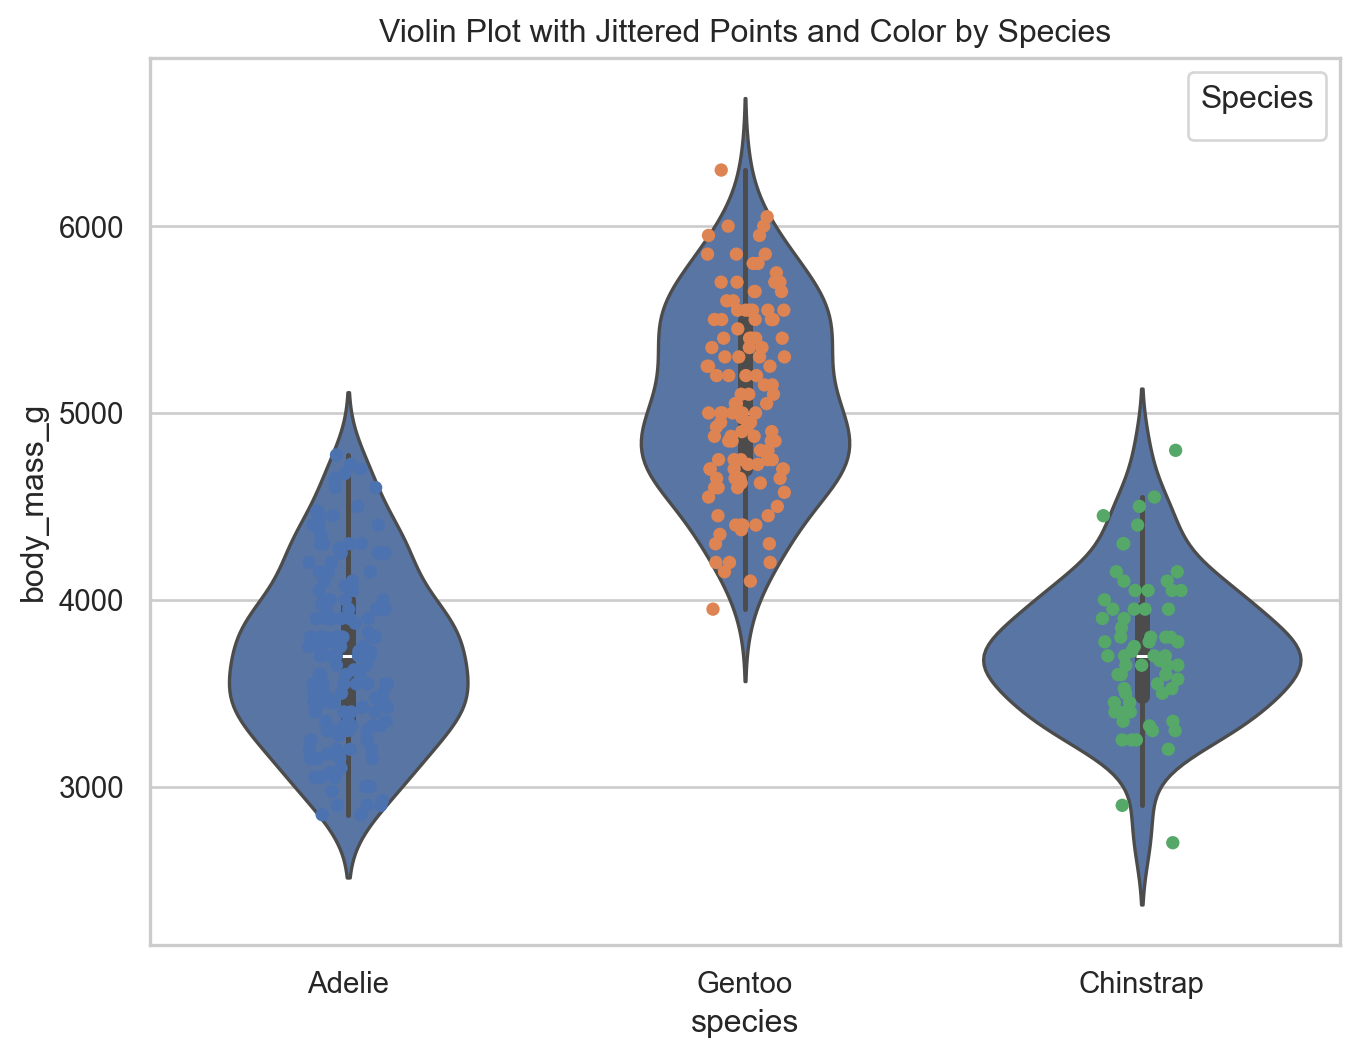 Violin Plot with Jittered Points and Color by Species
Species
6000
5000
4000
3000
body_mass_g
Adelie
Gentoo
Chinstrap
species